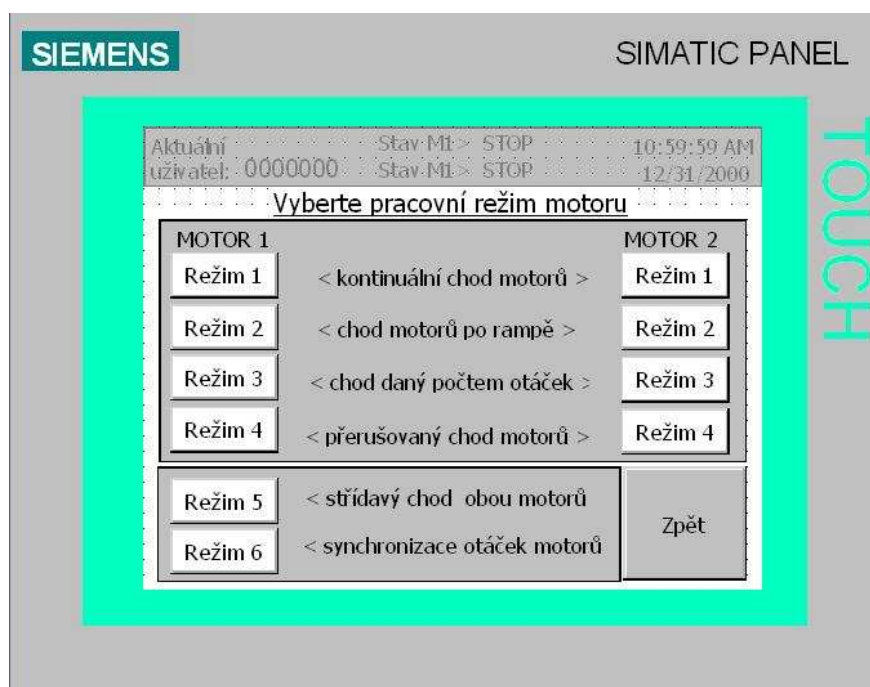 SIEMENS
SIMATIC PANEL
TOUCH
Aktuální Stav M1> STOP 10:59:59 AM
uživatel: 0000000 Stav M1> STOP 12/31/2000
Vyberte pracovní režim motoru
MOTOR 1 MOTOR 2
Režim 1 < kontinuální chod motorů > Režim 1
Režim 2 < chod motorů po rampě > Režim 2
Režim 3 < chod daný počtem otáček > Režim 3
Režim 4 < přerušovaný chod motorů > Režim 4
Režim 5 < střídavý chod obou motorů
Zpět
Režim 6 < synchronizace otáček motorů